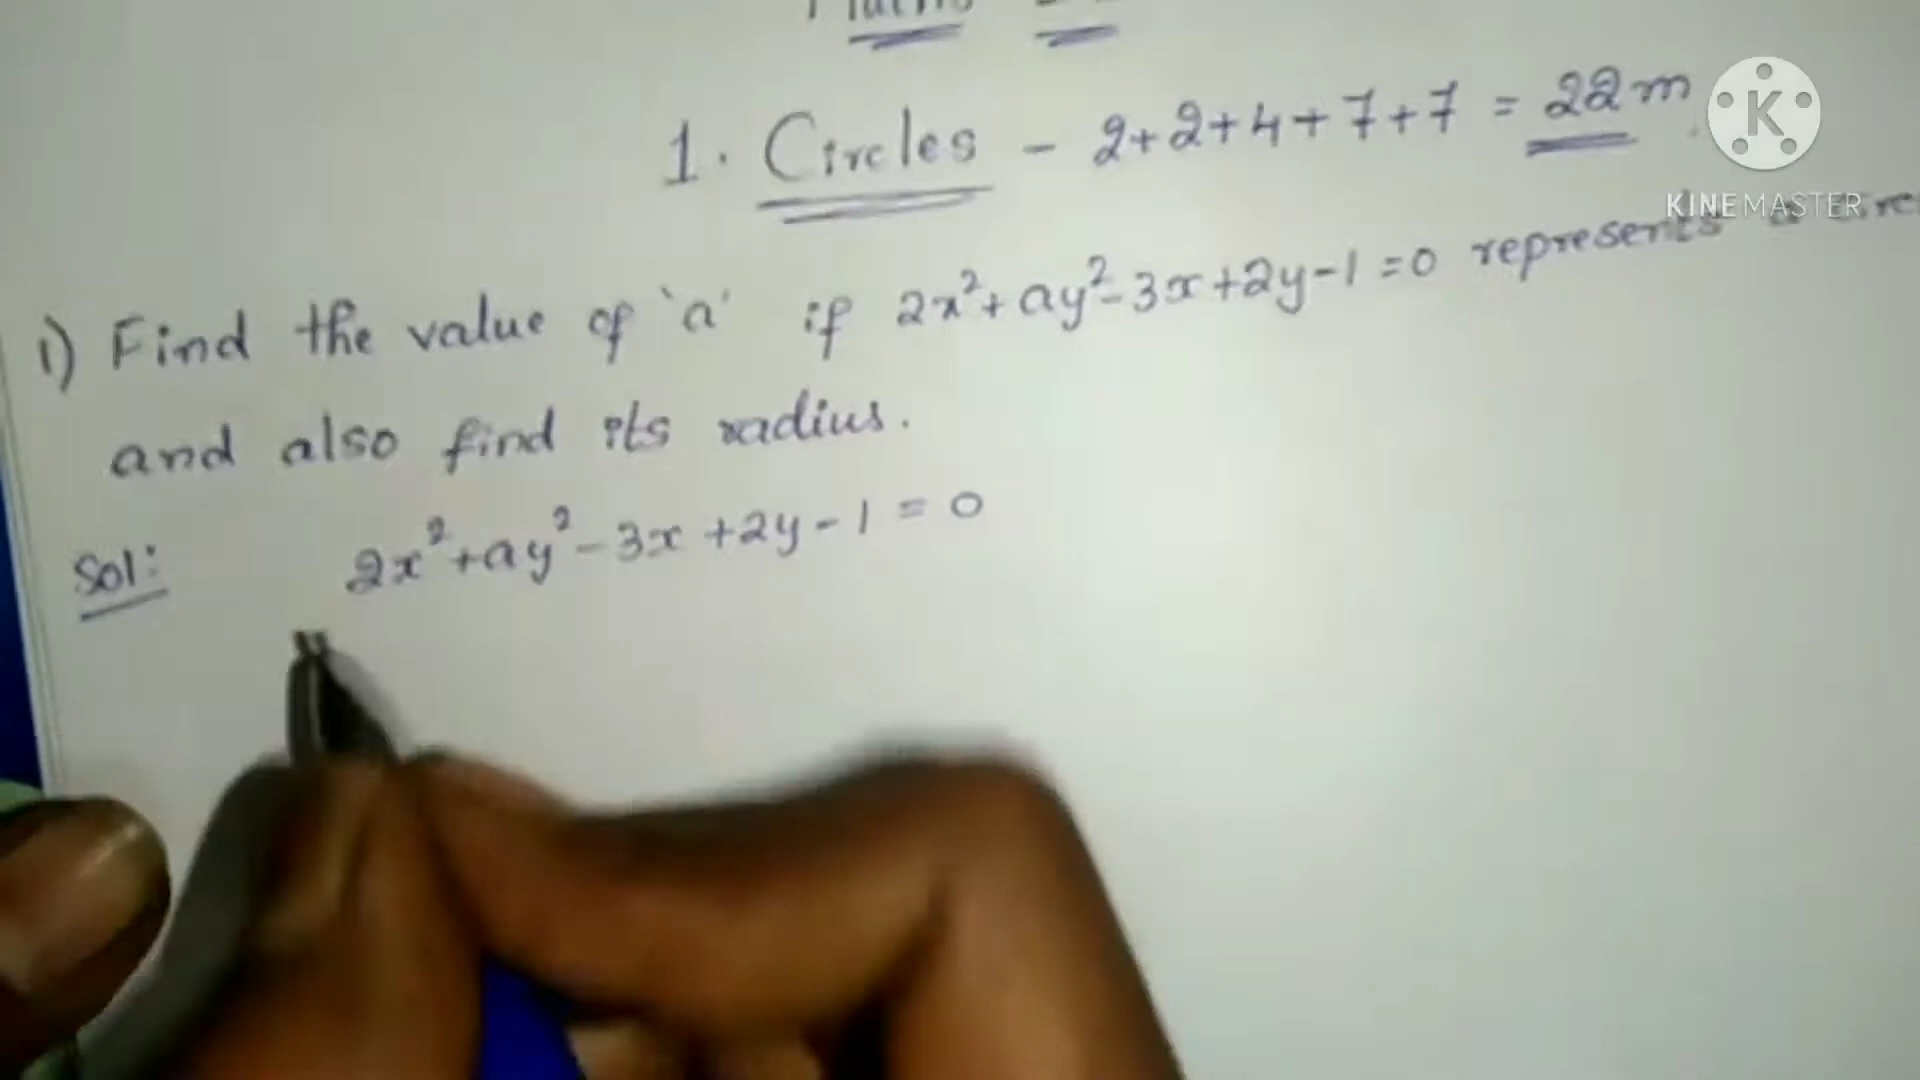 1. Circles - 2+2+4+7+7 = 22m
K
KINEMASTER
1) Find the value of 'a' if 2x²+ay²-3x+2y-1=0 represents a
and also find its radius.
Sol: 2x²+ay²-3x+2y-1=0